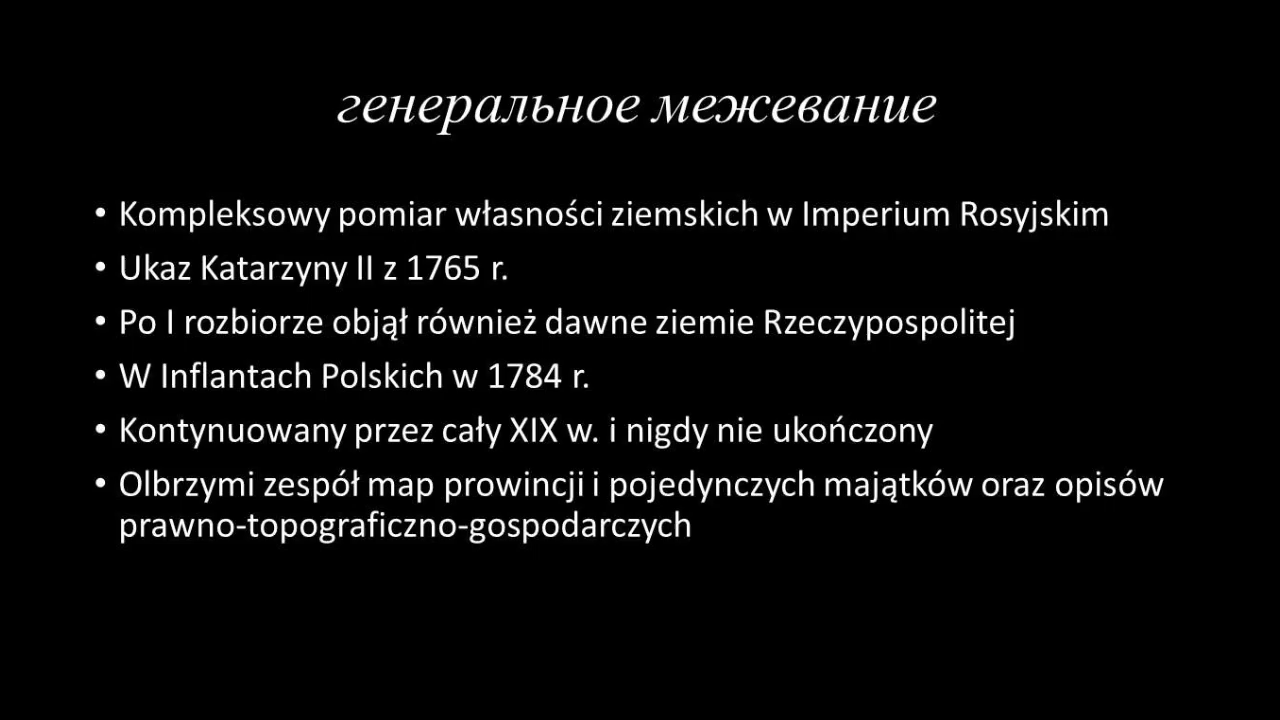 генеральное межевание
• Kompleksowy pomiar własności ziemskich w Imperium Rosyjskim
• Ukaz Katarzyny II z 1765 r.
• Po I rozbiorze objął również dawne ziemie Rzeczypospolitej
• W Inflantach Polskich w 1784 r.
• Kontynuowany przez cały XIX w. i nigdy nie ukończony
• Olbrzymi zespół map prowincji i pojedynczych majątków oraz opisów
prawno-topograficzno-gospodarczych